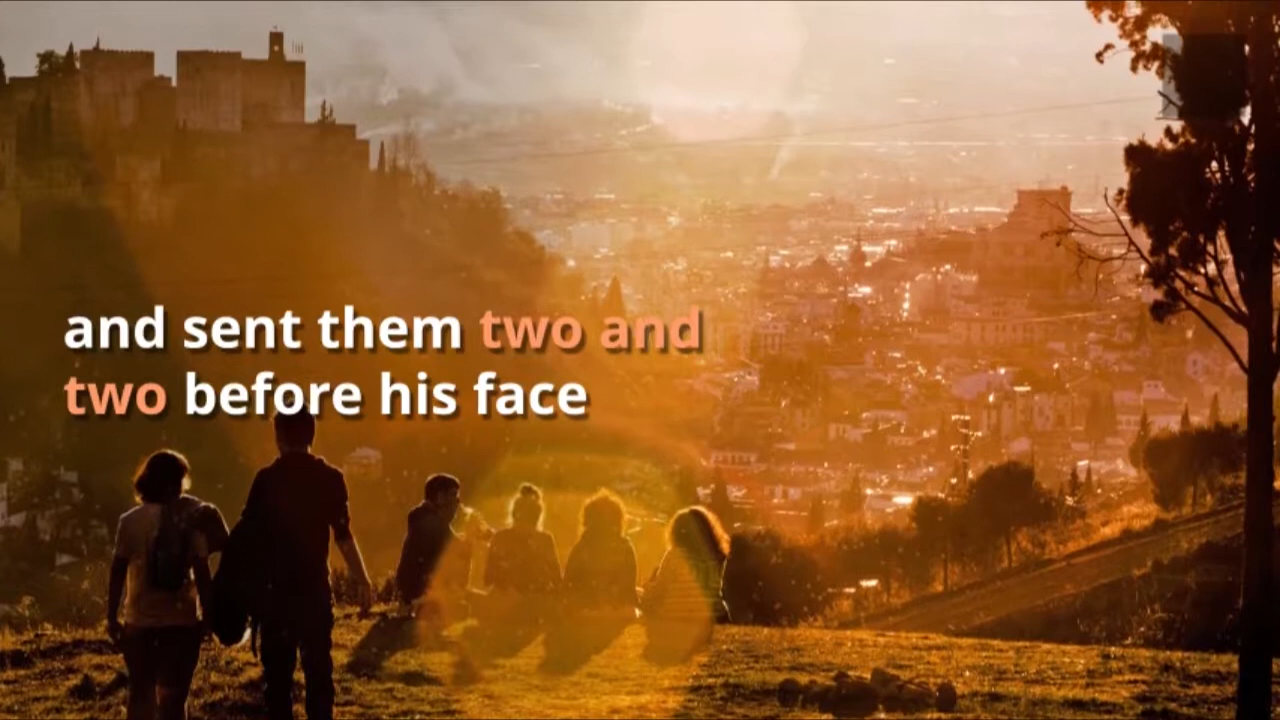 and sent them two and
two before his face